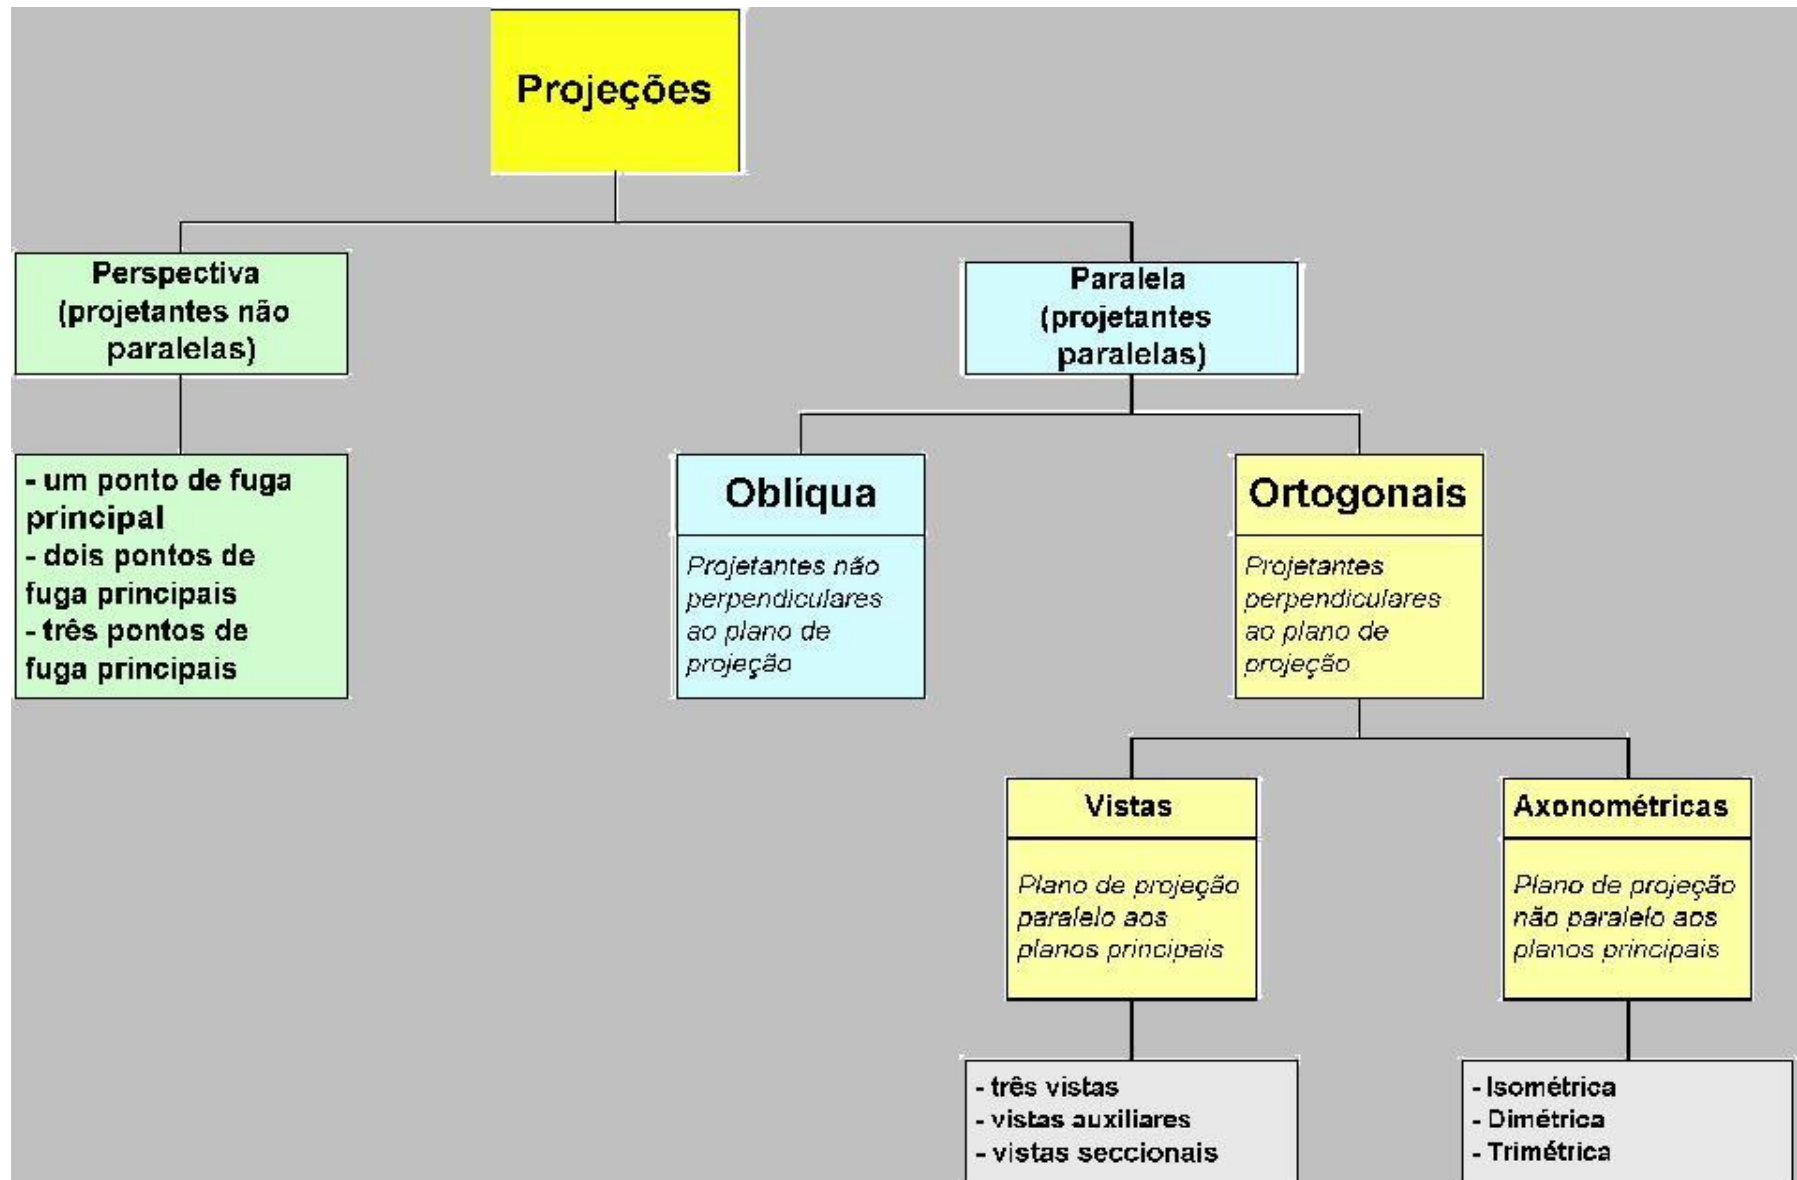 Projeções
Perspectiva
(projetantes não
paralelas)
Paralela
(projetantes
paralelas)
- um ponto de fuga
principal
- dois pontos de
fuga principais
- três pontos de
fuga principais
Oblíqua
Projetantes não
perpendiculares
ao plano de
projeção
Ortogonais
Projetantes
perpendiculares
ao plano de
projeção
Vistas
Plano de projeção
paralelo aos
planos principais
Axonométricas
Plano de projeção
não paralelo aos
planos principais
- três vistas
- vistas auxiliares
- vistas seccionais
- Isométrica
- Dimétrica
- Trimétrica